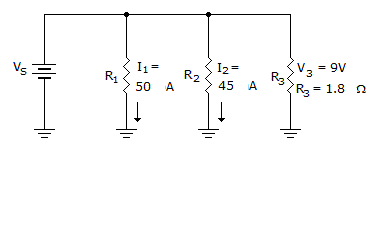 VS
R1
I1 =
50 A
R2
I2 =
45 A
R3
V3 = 9V
R3 = 1.8 Ω